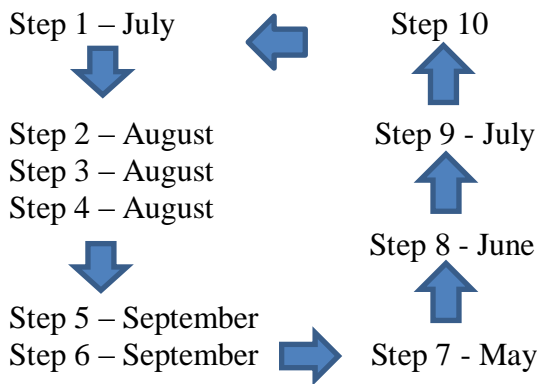 Step 1 – July
Step 2 – August
Step 3 – August
Step 4 – August
Step 5 – September
Step 6 – September
Step 7 - May
Step 8 - June
Step 9 - July
Step 10